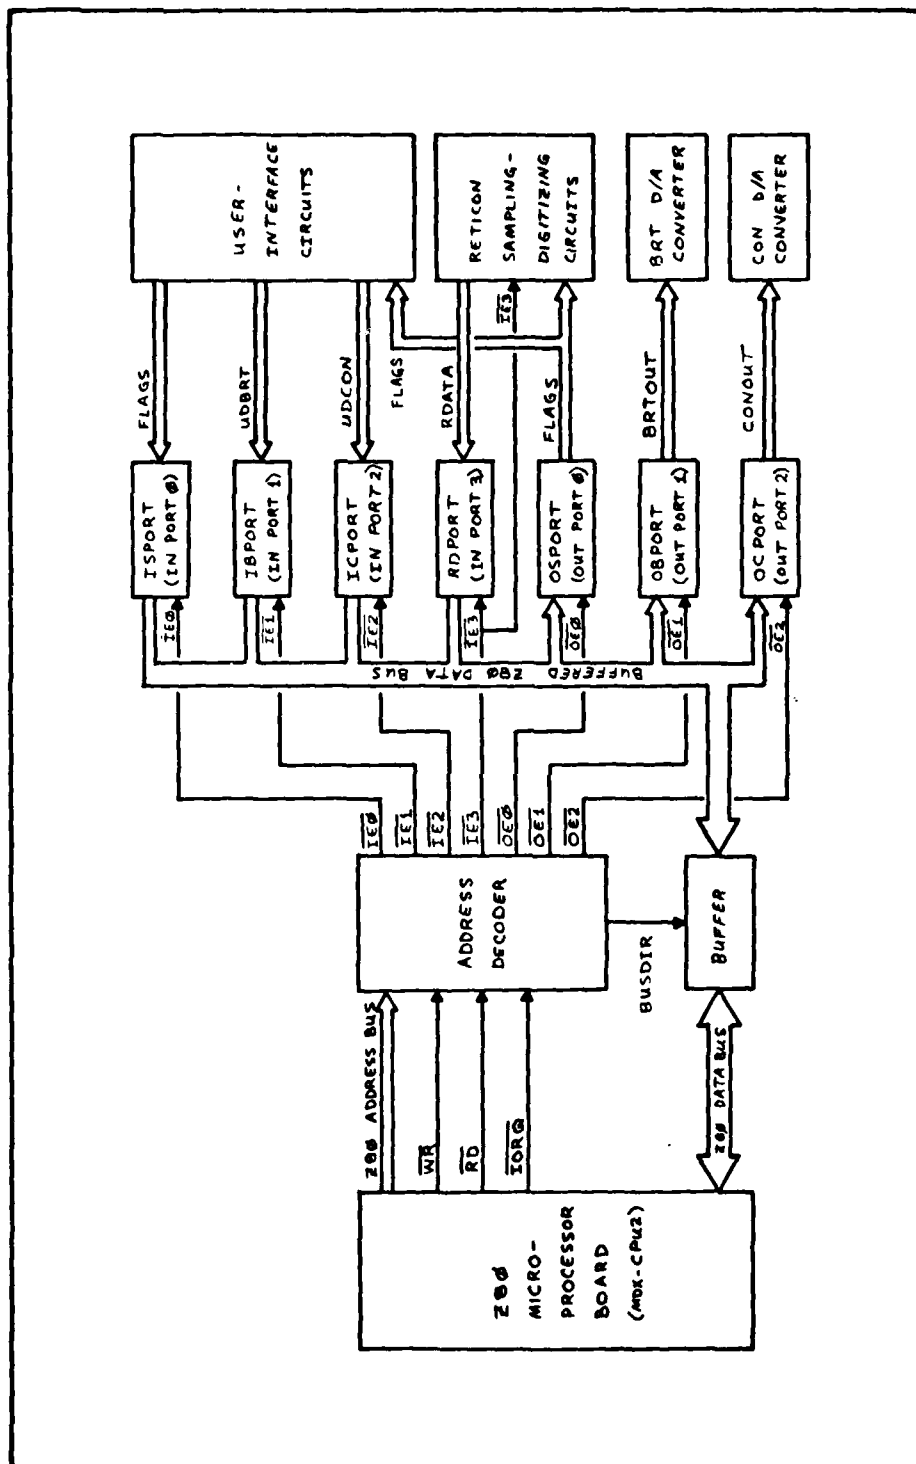 USER-
INTERFACE
CIRCUITS
RETICON
SAMPLING-
DIGITIZING
CIRCUITS
BRT D/A
CONVERTER
CON D/A
CONVERTER
FLAGS
UDBRT
UDCON
FLAGS
RDATA
IE3
FLAGS
BRTOUT
CONOUT
ISPORT
(IN PORT Ø)
IBPORT
(IN PORT 1)
ICPORT
(IN PORT 2)
RDPORT
(IN PORT 3)
OSPORT
(OUT PORT Ø)
OBPORT
(OUT PORT 1)
OCPORT
(OUT PORT 2)
IEØ
IE1
IE2
IE3
OEØ
OE1
OE2
BUFFERED Z8Ø DATA BUS
IEØ
IE1
IE2
IE3
OEØ
OE1
OE2
ADDRESS
DECODER
BUSDIR
BUFFER
Z8Ø ADDRESS BUS
WR
RD
IORQ
Z8Ø DATA BUS
Z8Ø
MICRO-
PROCESSOR
BOARD
(MDX-CPU2)